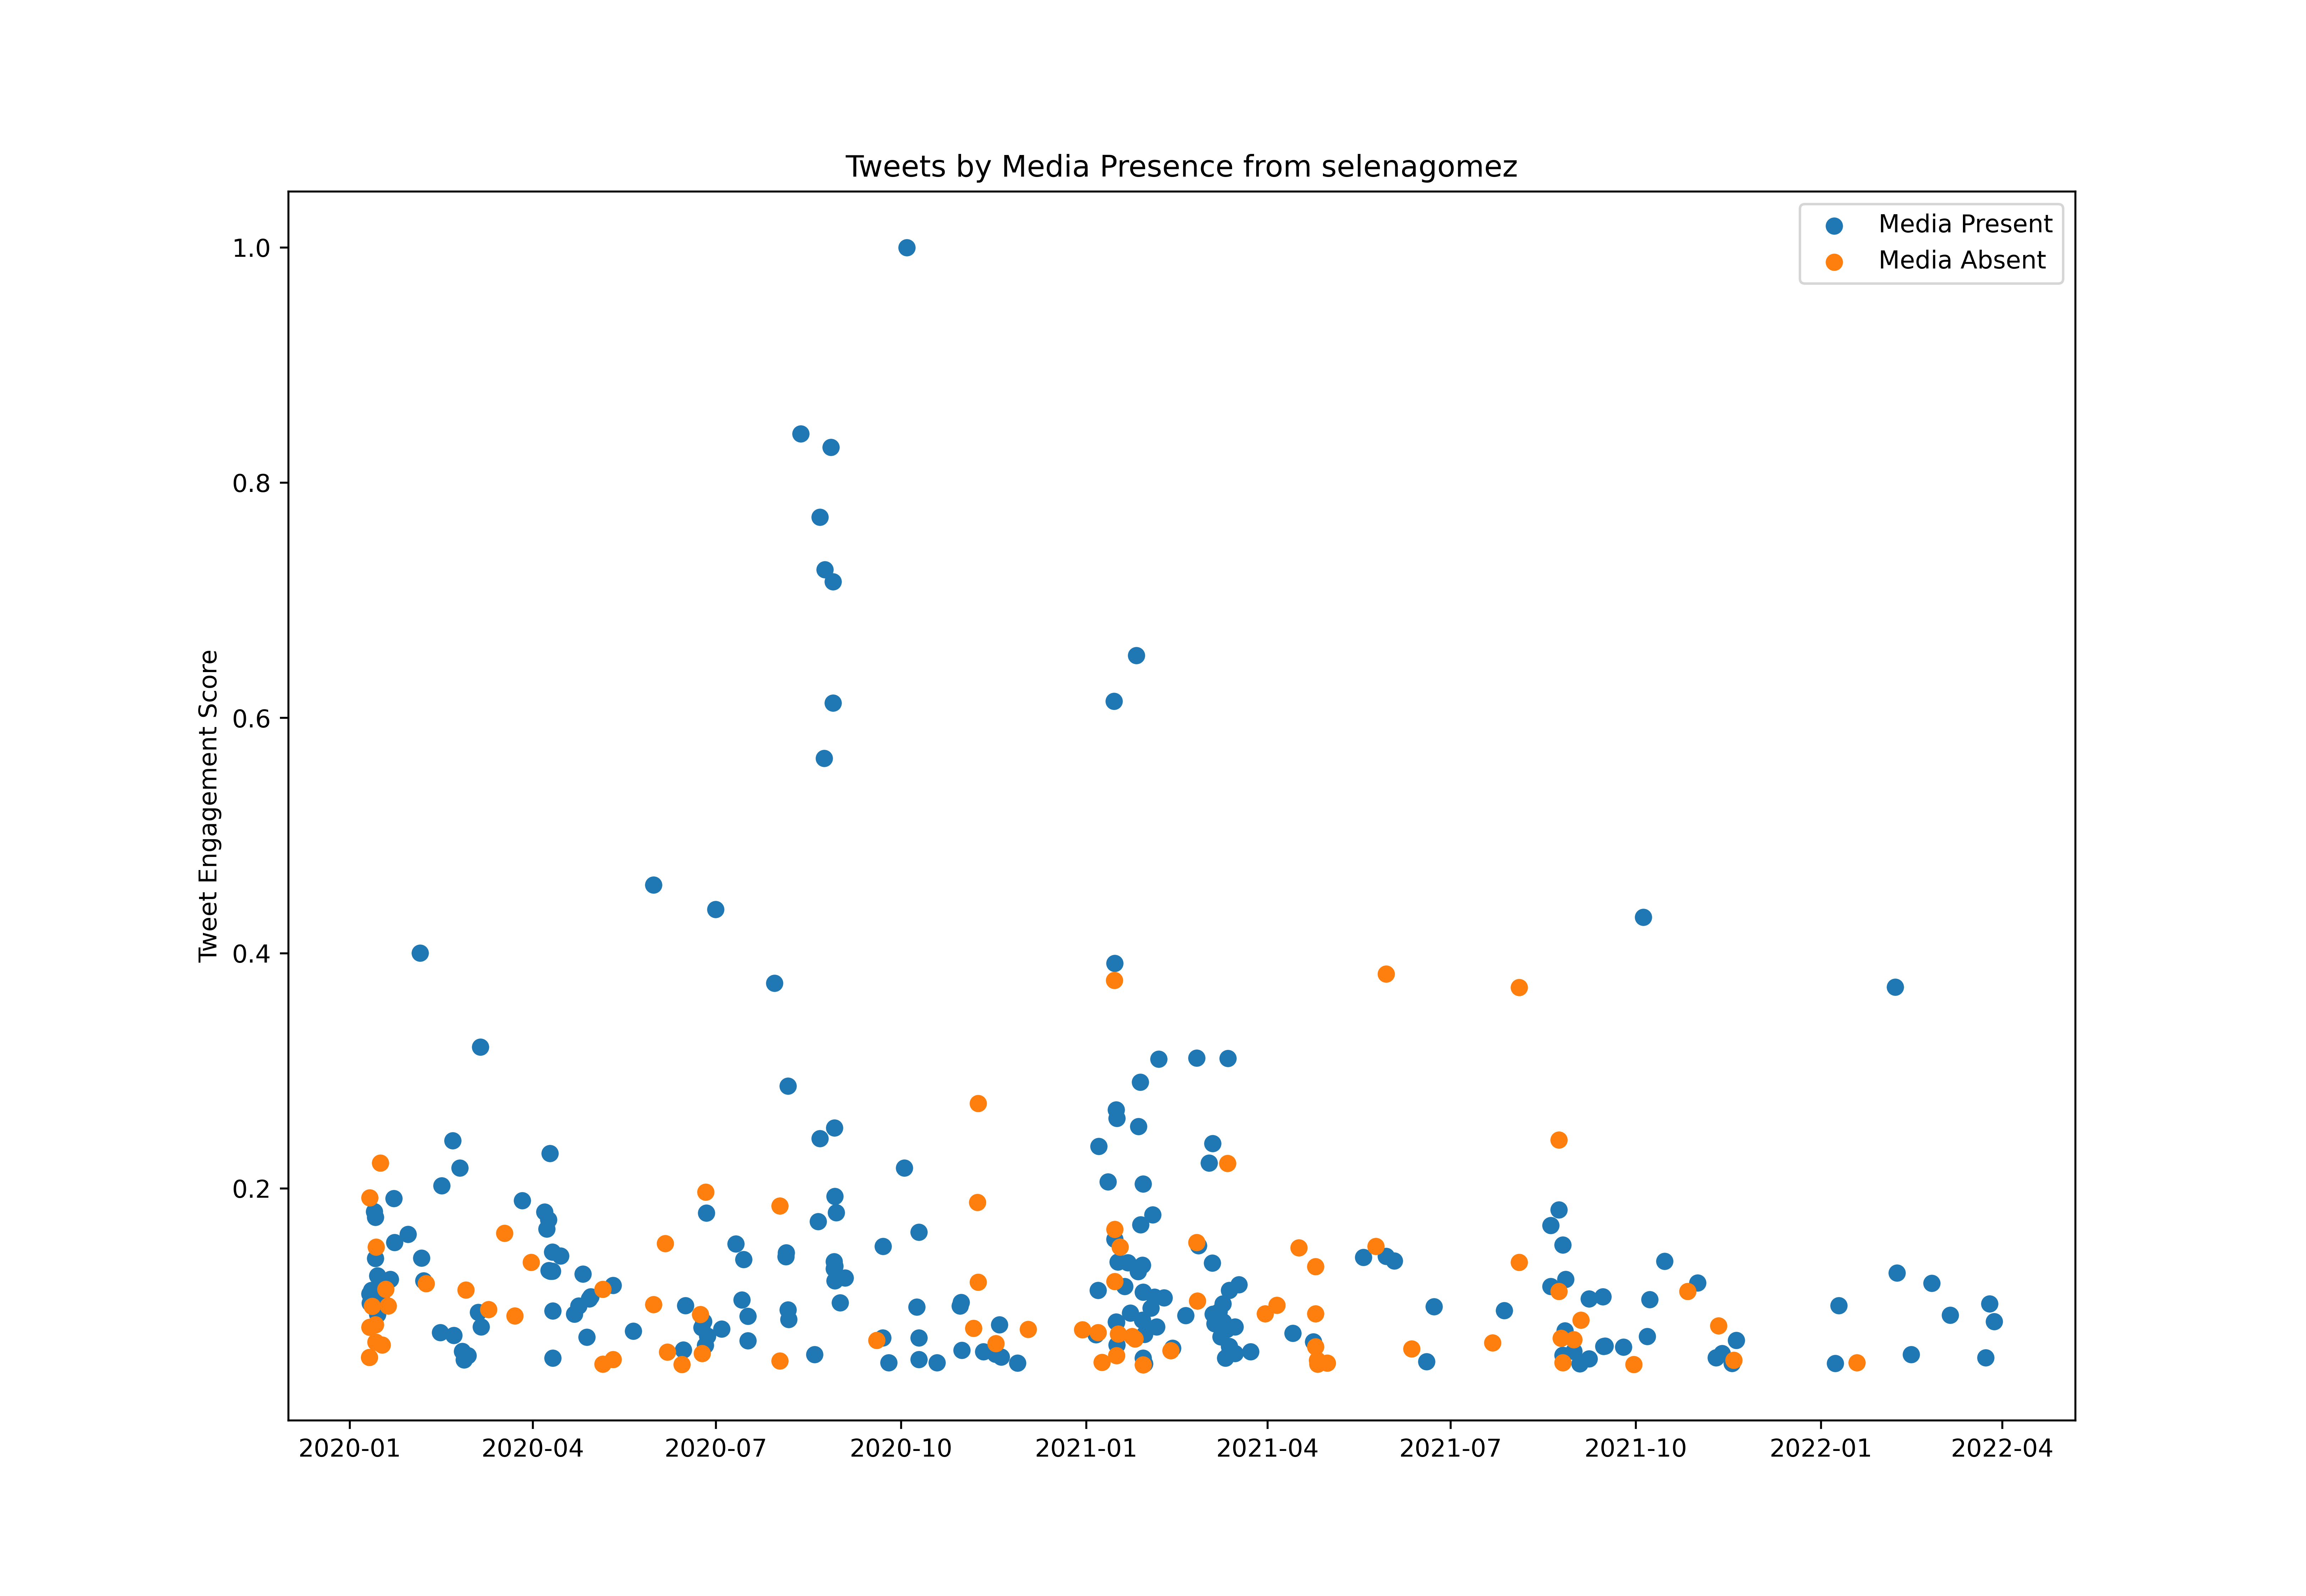 Tweets by Media Presence from selenagomez
Media Present
Media Absent
Tweet Engagement Score
1.0
0.8
0.6
0.4
0.2
2020-01 2020-04 2020-07 2020-10 2021-01 2021-04 2021-07 2021-10 2022-01 2022-04